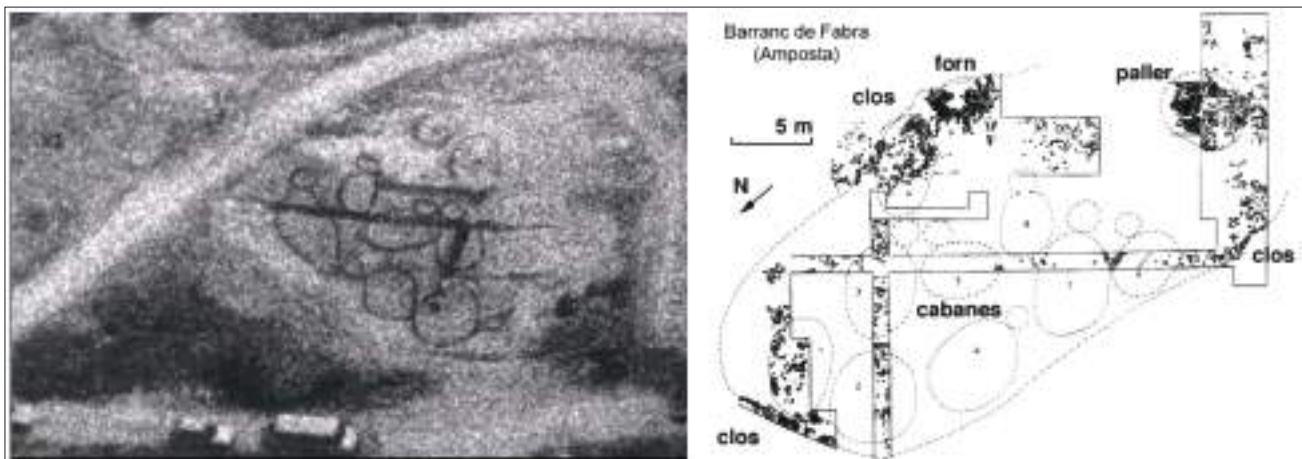 Barranc de Fabra
(Amposta)
forn
paller
clos
5 m
N
clos
cabanes
clos